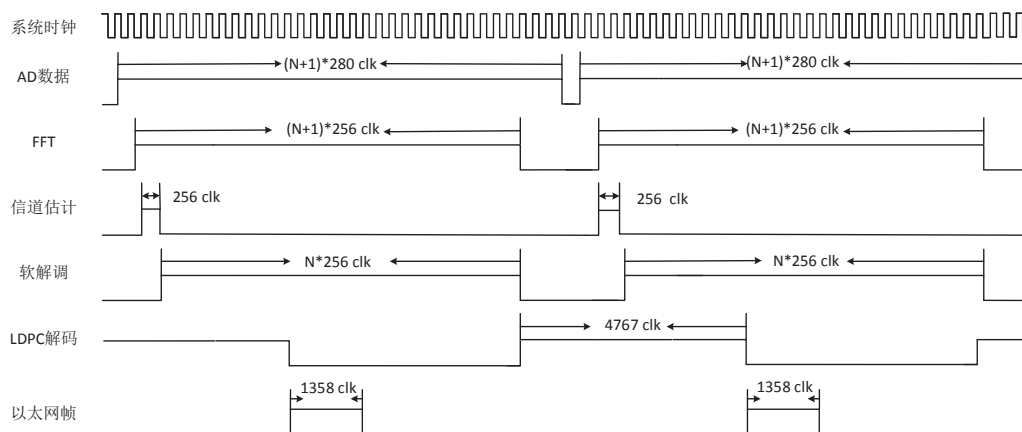 系统时钟
AD数据
(N+1)*280 clk
(N+1)*280 clk
FFT
(N+1)*256 clk
(N+1)*256 clk
信道估计
256 clk
256 clk
软解调
N*256 clk
N*256 clk
LDPC解码
4767 clk
以太网帧
1358 clk
1358 clk